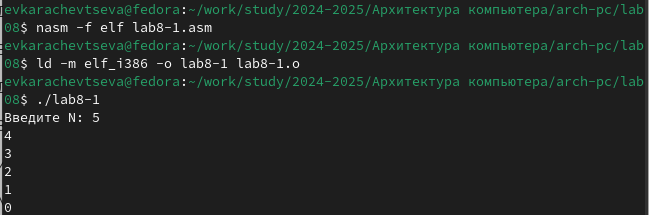 evkarachevtseva@fedora:~/work/study/2024-2025/Архитектура компьютера/arch-pc/lab
08$ nasm -f elf lab8-1.asm
evkarachevtseva@fedora:~/work/study/2024-2025/Архитектура компьютера/arch-pc/lab
08$ ld -m elf_i386 -o lab8-1 lab8-1.o
evkarachevtseva@fedora:~/work/study/2024-2025/Архитектура компьютера/arch-pc/lab
08$ ./lab8-1
Введите N: 5
4
3
2
1
0